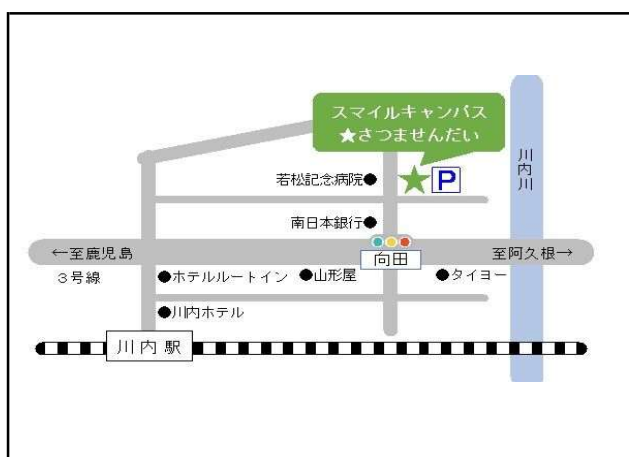 スマイルキャンパス
★さつませんだい
川内川
若松記念病院●
P
南日本銀行●
←至鹿児島
向田
至阿久根→
3号線
●ホテルルートイン
●山形屋
●タイヨー
●川内ホテル
川内駅